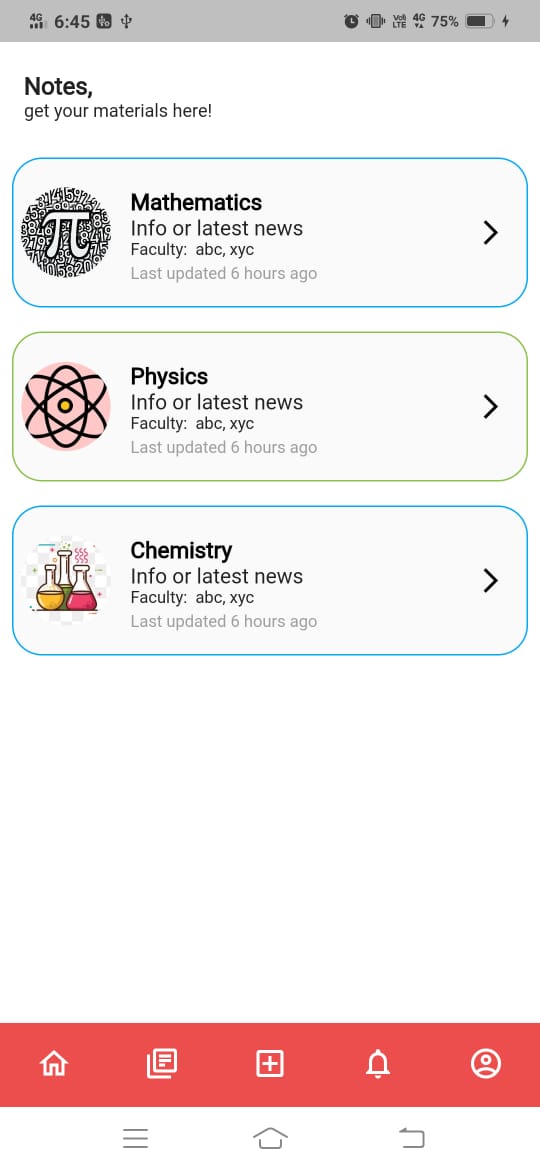 4G 6:45 Vo) LTE 4G 75%
Notes,
get your materials here!
Mathematics
Info or latest news
Faculty: abc, xyc
Last updated 6 hours ago
π
Physics
Info or latest news
Faculty: abc, xyc
Last updated 6 hours ago
Chemistry
Info or latest news
Faculty: abc, xyc
Last updated 6 hours ago